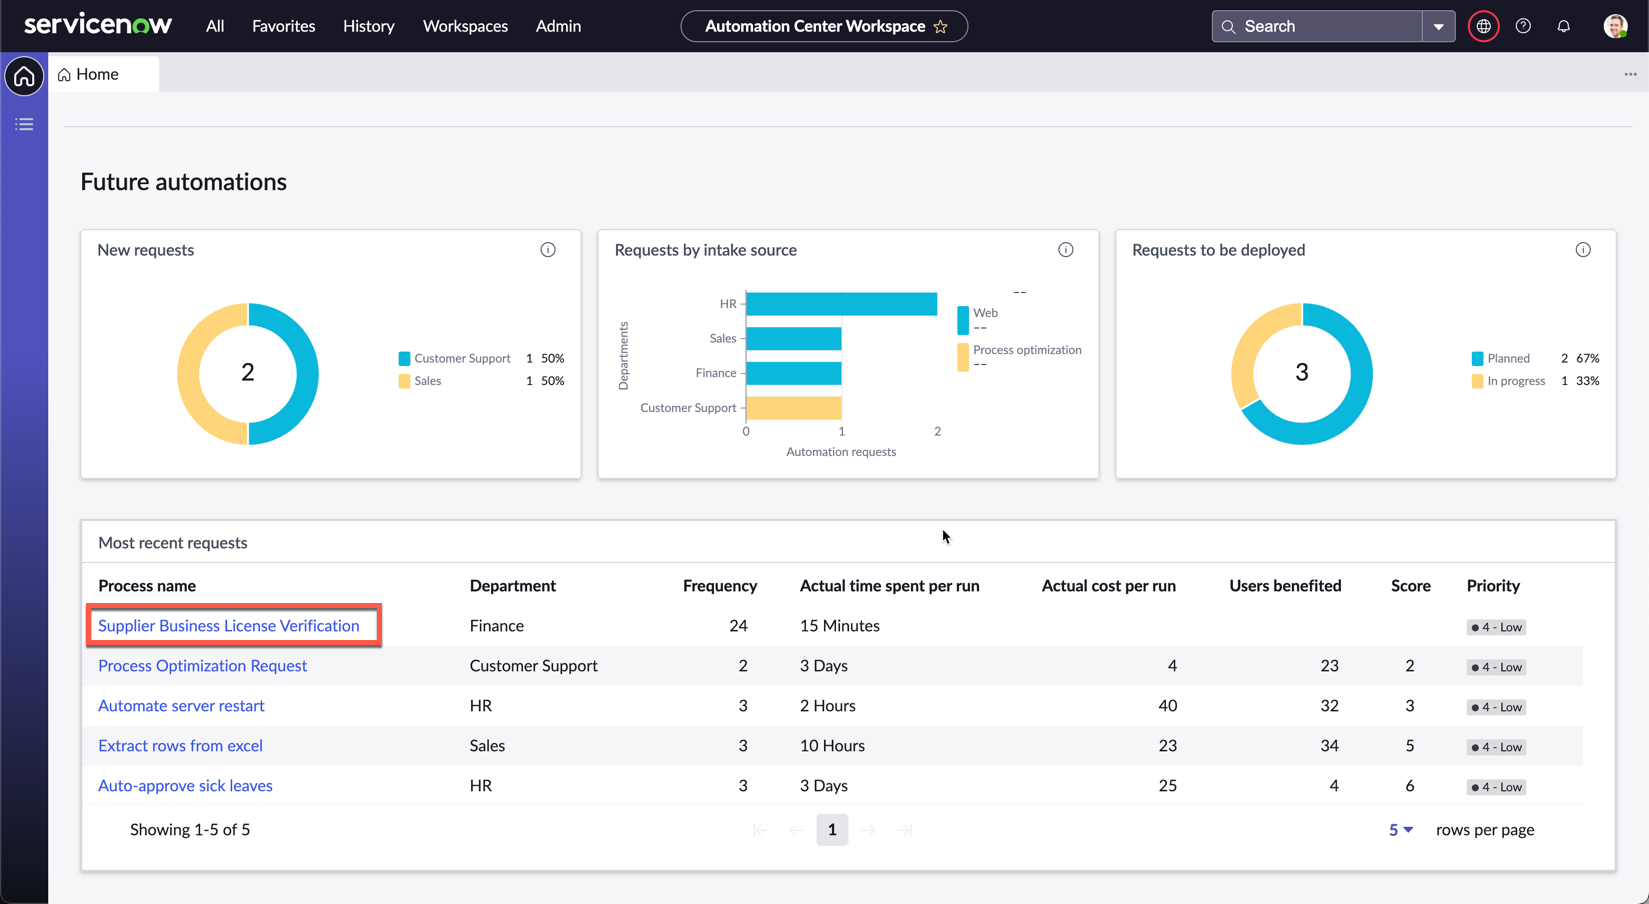 servicenow All Favorites History Workspaces Admin Automation Center Workspace Search
Home
Future automations
New requests
2
Customer Support 1 50%
Sales 1 50%
Requests by intake source
Departments
HR
Sales
Finance
Customer Support
0 1 2
Automation requests
--
Web
--
Process optimization
--
Requests to be deployed
3
Planned 2 67%
In progress 1 33%
Most recent requests
Process name Department Frequency Actual time spent per run Actual cost per run Users benefited Score Priority
Supplier Business License Verification Finance 24 15 Minutes 4 - Low
Process Optimization Request Customer Support 2 3 Days 4 23 2 4 - Low
Automate server restart HR 3 2 Hours 40 32 3 4 - Low
Extract rows from excel Sales 3 10 Hours 23 34 5 4 - Low
Auto-approve sick leaves HR 3 3 Days 25 4 6 4 - Low
Showing 1-5 of 5 1 5 rows per page